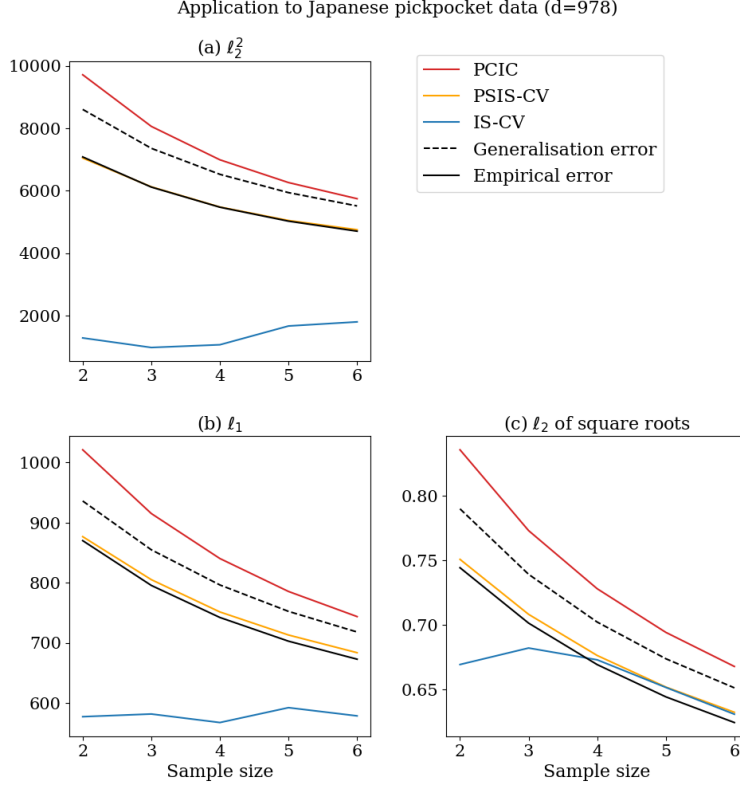 Application to Japanese pickpocket data (d=978)
(a) ℓ₂²
10000
8000
6000
4000
2000
2 3 4 5 6
PCIC
PSIS-CV
IS-CV
Generalisation error
Empirical error
(b) ℓ₁
1000
900
800
700
600
2 3 4 5 6
Sample size
(c) ℓ₂ of square roots
0.80
0.75
0.70
0.65
2 3 4 5 6
Sample size